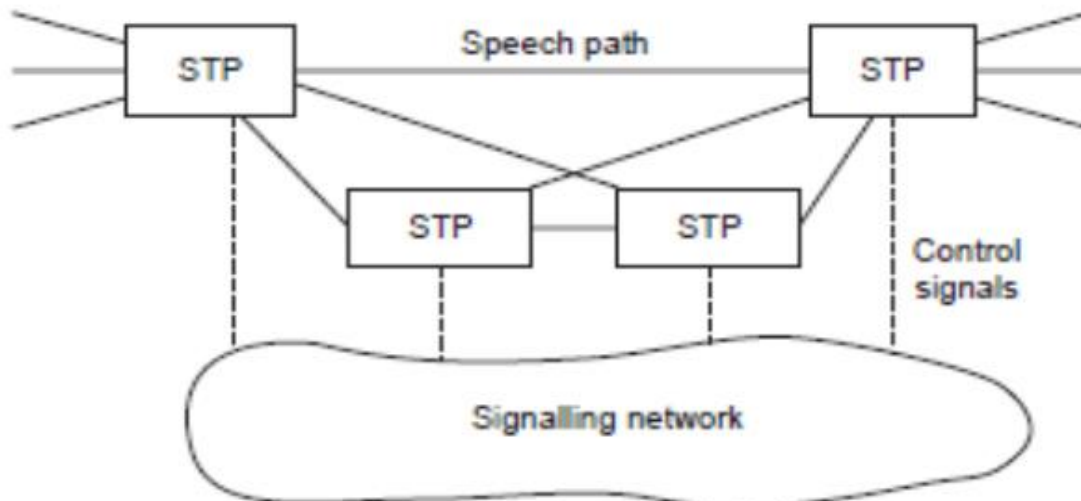 Speech path
STP
STP
STP
STP
Control
signals
Signalling network